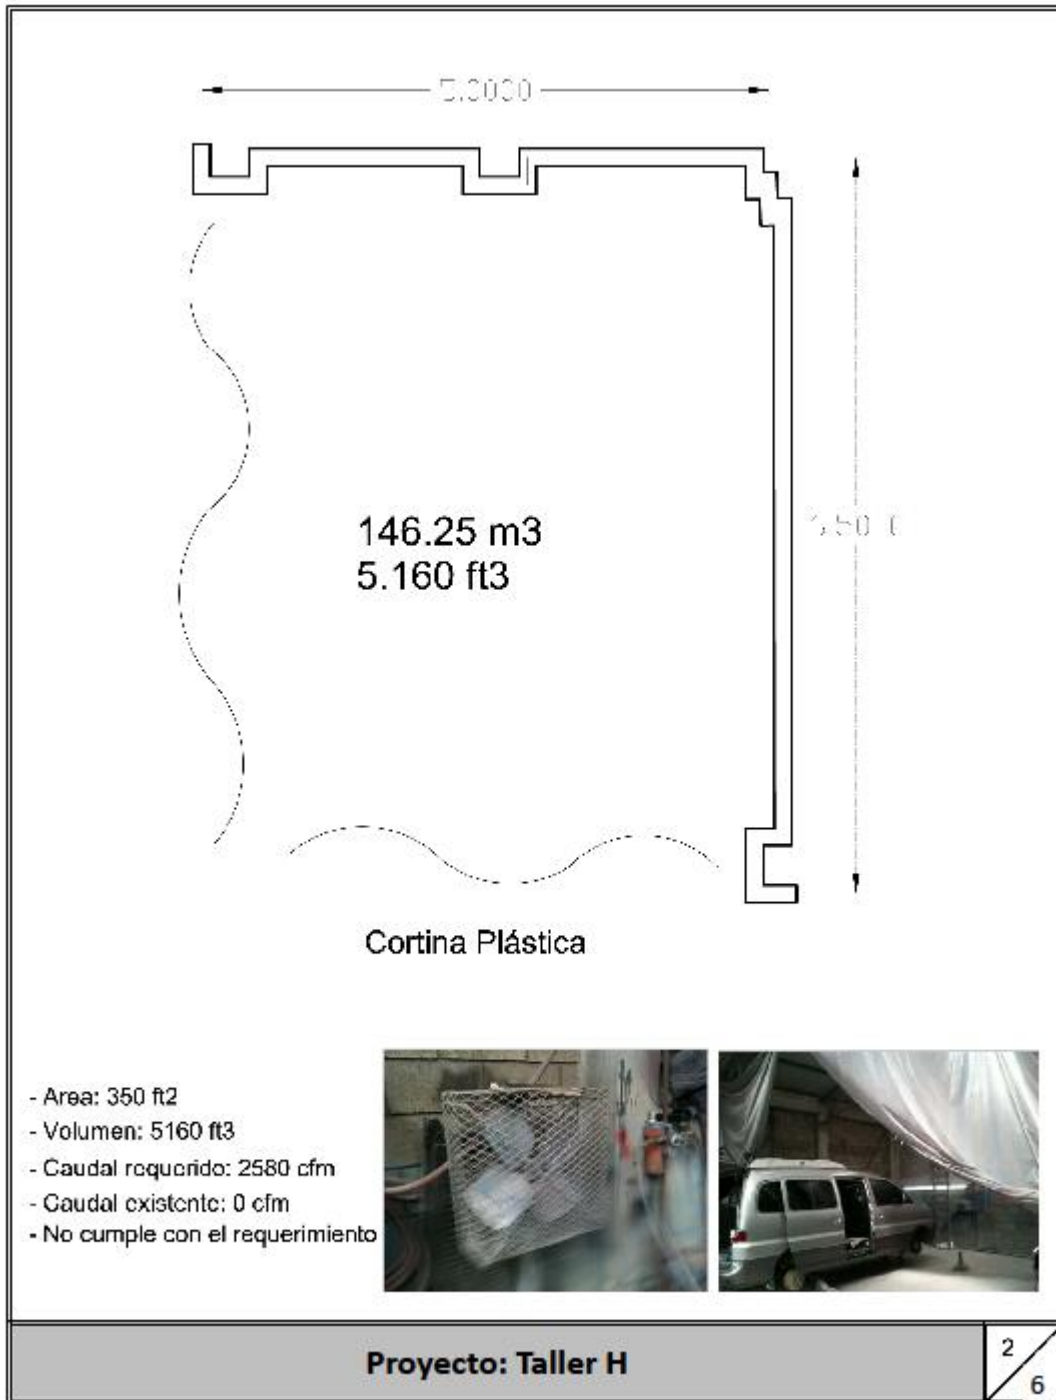 146.25 m3
5.160 ft3
Cortina Plástica
- Area: 350 ft2
- Volumen: 5160 ft3
- Caudal requerido: 2580 cfm
- Caudal existente: 0 cfm
- No cumple con el requerimiento
Proyecto: Taller H
2
6